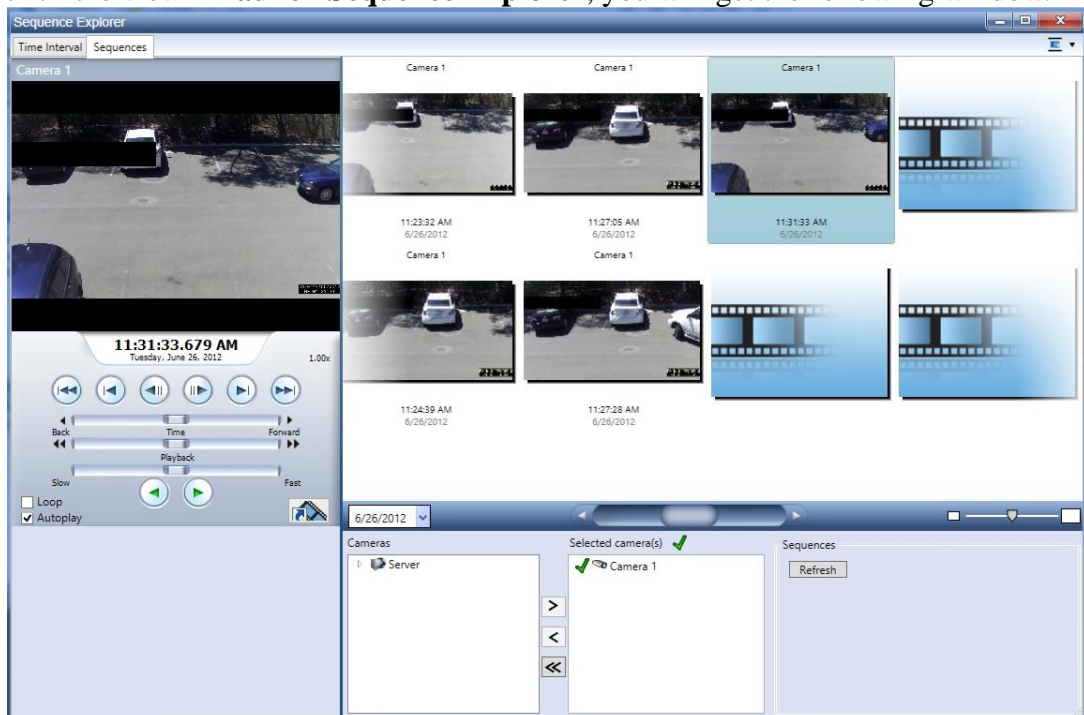 Sequence Explorer
Time Interval Sequences
Camera 1
11:31:33.679 AM
Tuesday, June 26, 2012
1.00x
Back Time Forward
Playback
Slow Fast
Loop
Autoplay
Camera 1 Camera 1 Camera 1
11:23:32 AM 11:27:05 AM 11:31:33 AM
6/26/2012 6/26/2012 6/26/2012
Camera 1 Camera 1
11:24:39 AM 11:27:28 AM
6/26/2012 6/26/2012
6/26/2012
Cameras Selected camera(s) Sequences
Server Camera 1 Refresh